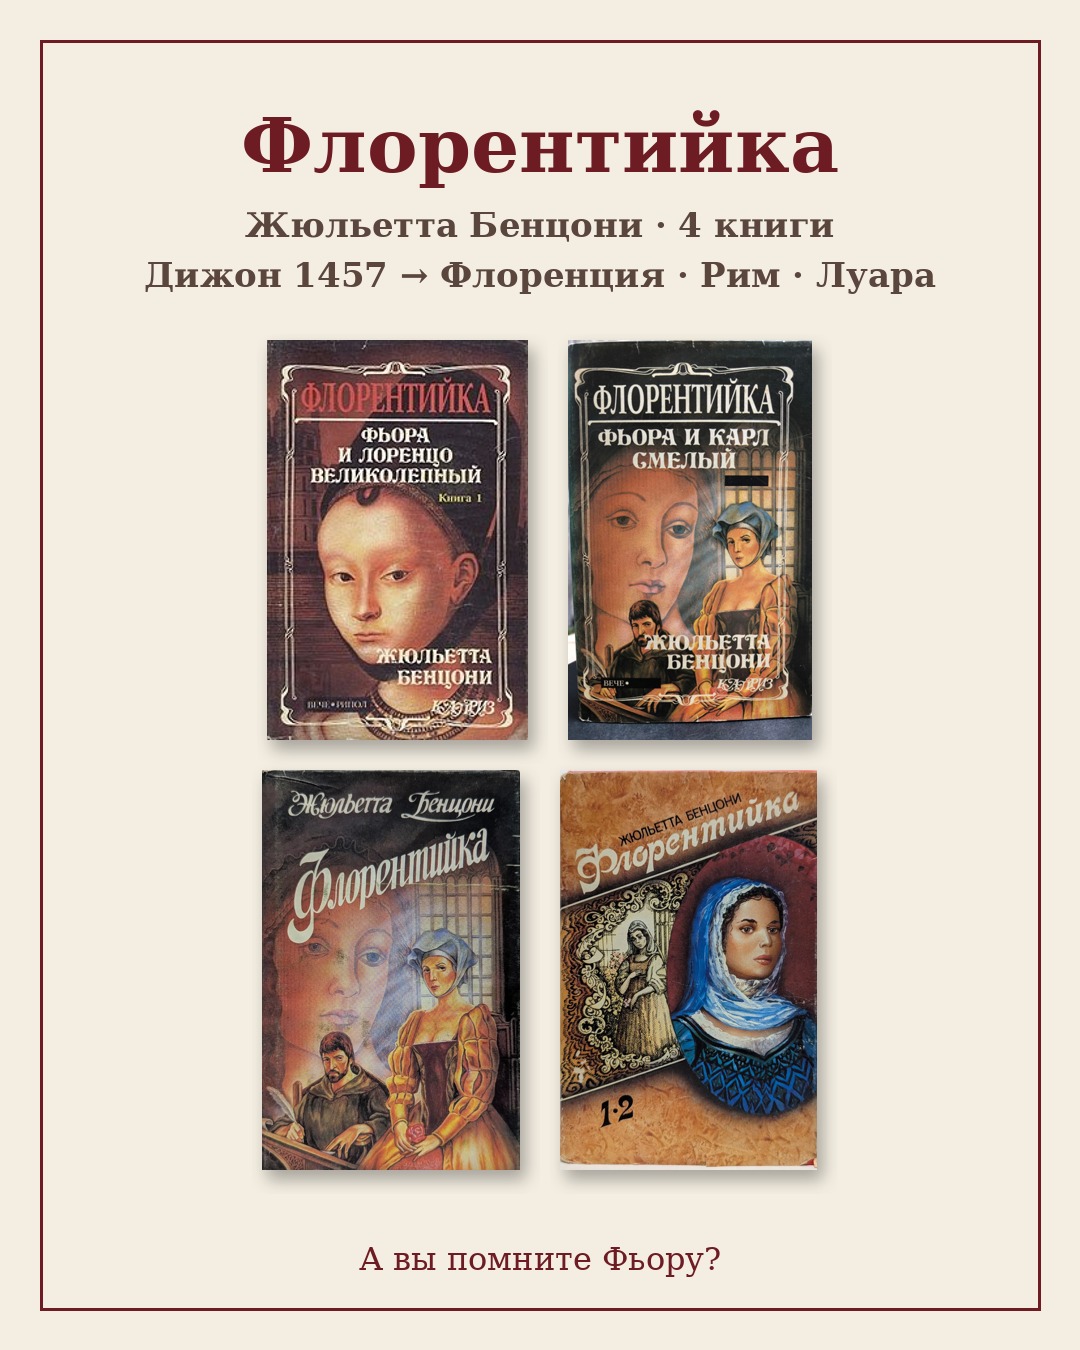 Флорентийка
Жюльетта Бенцони · 4 книги
Дижон 1457 → Флоренция · Рим · Луара
ФЛОРЕНТИЙКА
ФЬОРА
И ЛОРЕНЦО
ВЕЛИКОЛЕПНЫЙ
Книга 1
ЖЮЛЬЕТТА
БЕНЦОНИ
ВЕЧЕ•РИПОЛ
КАПРИЗ
ФЛОРЕНТИЙКА
ФЬОРА И КАРЛ
СМЕЛЫЙ
ЖЮЛЬЕТТА
БЕНЦОНИ
ВЕЧЕ•
КАПРИЗ
Жюльетта Бенцони
Флорентийка
ЖЮЛЬЕТТА БЕНЦОНИ
Флорентийка
1·2
А вы помните Фьору?